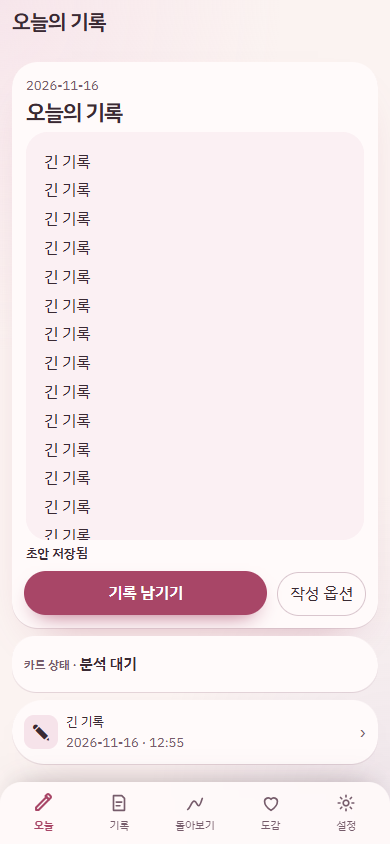 오늘의 기록
2026-11-16
오늘의 기록
긴 기록
긴 기록
긴 기록
긴 기록
긴 기록
긴 기록
긴 기록
긴 기록
긴 기록
긴 기록
긴 기록
긴 기록
긴 기록
긴 기록
초안 저장됨
기록 남기기
작성 옵션
카드 상태 · 분석 대기
긴 기록
2026-11-16 · 12:55
오늘
기록
돌아보기
도감
설정